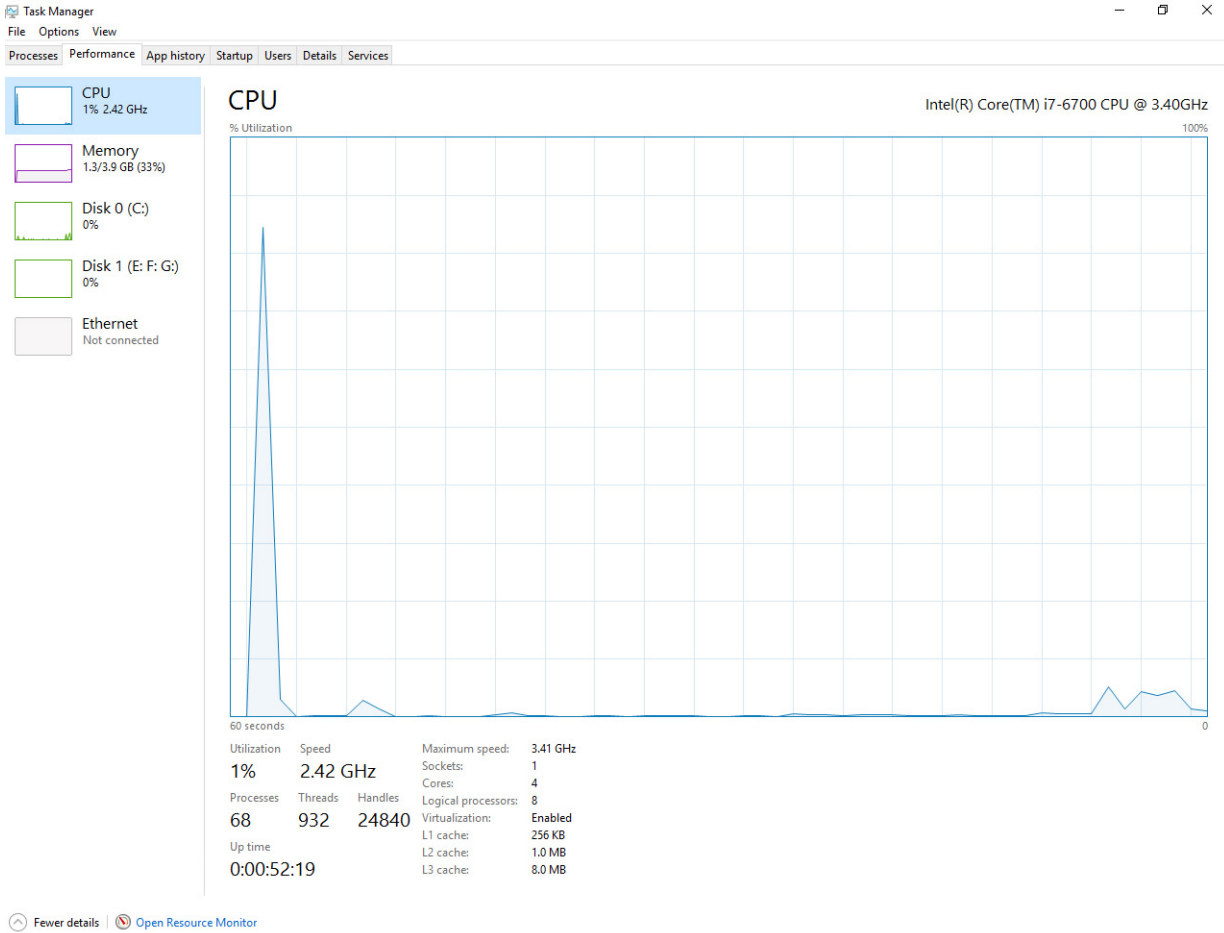 Task Manager
File Options View
Processes Performance App history Startup Users Details Services
CPU
1% 2.42 GHz
Memory
1.3/3.9 GB (33%)
Disk 0 (C:)
0%
Disk 1 (E: F: G:)
0%
Ethernet
Not connected
CPU Intel(R) Core(TM) i7-6700 CPU @ 3.40GHz
% Utilization 100%
60 seconds 0
Utilization Speed
1% 2.42 GHz
Processes Threads Handles
68 932 24840
Up time
0:00:52:19
Maximum speed: 3.41 GHz
Sockets: 1
Cores: 4
Logical processors: 8
Virtualization: Enabled
L1 cache: 256 KB
L2 cache: 1.0 MB
L3 cache: 8.0 MB
Fewer details Open Resource Monitor